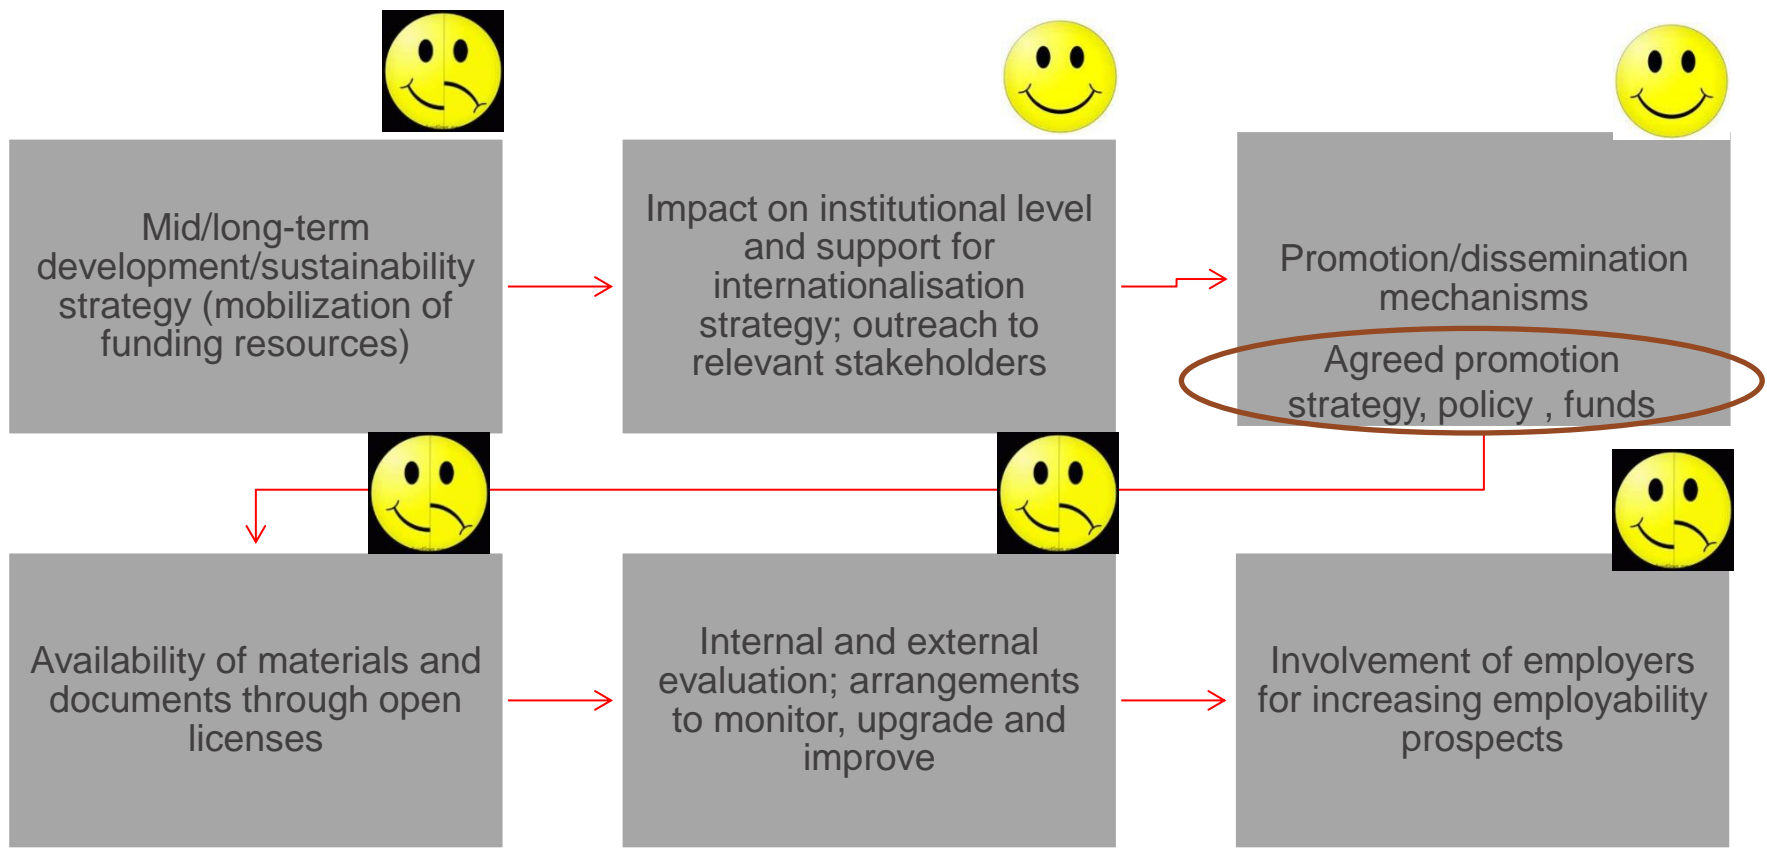 Mid/long-term
development/sustainability
strategy (mobilization of
funding resources)
Impact on institutional level
and support for
internationalisation
strategy; outreach to
relevant stakeholders
Promotion/dissemination
mechanisms
Agreed promotion
strategy, policy , funds
Availability of materials and
documents through open
licenses
Internal and external
evaluation; arrangements
to monitor, upgrade and
improve
Involvement of employers
for increasing employability
prospects